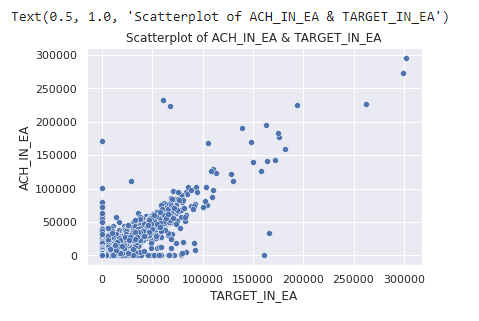 Text(0.5, 1.0, 'Scatterplot of ACH_IN_EA & TARGET_IN_EA')
Scatterplot of ACH_IN_EA & TARGET_IN_EA
300000
250000
200000
150000
100000
50000
0
ACH_IN_EA
0 50000 100000 150000 200000 250000 300000
TARGET_IN_EA